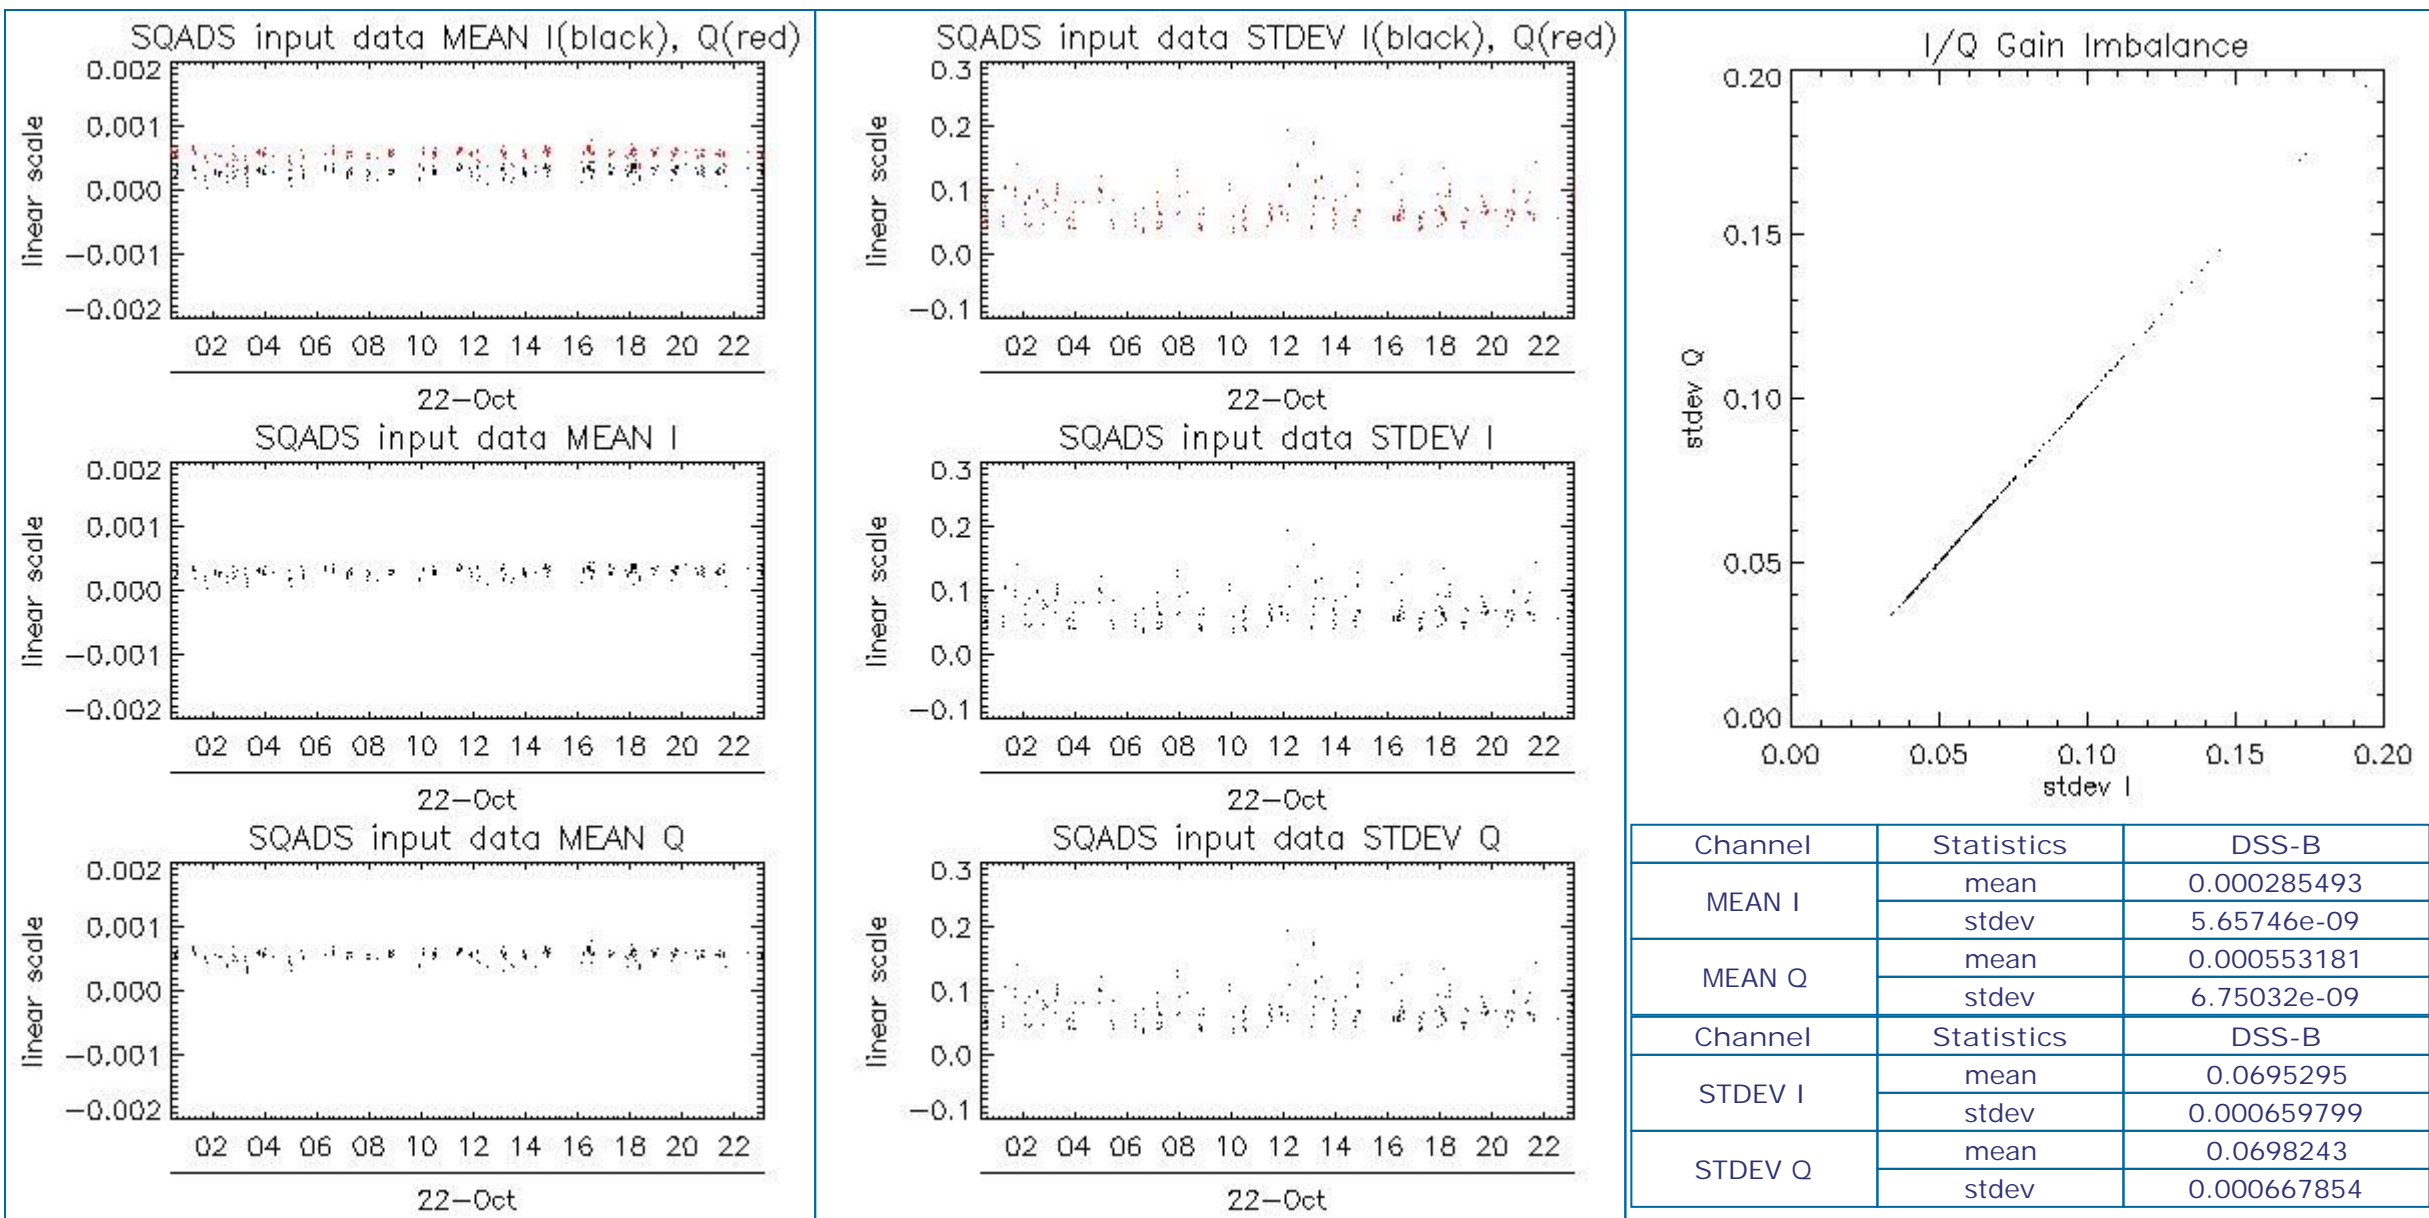 SQADS input data MEAN I(black), Q(red)
0.002
0.001
0.000
-0.001
-0.002
linear scale
02 04 06 08 10 12 14 16 18 20 22
22-Oct
SQADS input data MEAN I
0.002
0.001
0.000
-0.001
-0.002
linear scale
02 04 06 08 10 12 14 16 18 20 22
22-Oct
SQADS input data MEAN Q
0.002
0.001
0.000
-0.001
-0.002
linear scale
02 04 06 08 10 12 14 16 18 20 22
22-Oct
SQADS input data STDEV I(black), Q(red)
0.3
0.2
0.1
0.0
-0.1
linear scale
02 04 06 08 10 12 14 16 18 20 22
22-Oct
SQADS input data STDEV I
0.3
0.2
0.1
0.0
-0.1
linear scale
02 04 06 08 10 12 14 16 18 20 22
22-Oct
SQADS input data STDEV Q
0.3
0.2
0.1
0.0
-0.1
linear scale
02 04 06 08 10 12 14 16 18 20 22
22-Oct
I/Q Gain Imbalance
0.20
0.15
0.10
0.05
0.00
stdev Q
0.00 0.05 0.10 0.15 0.20
stdev I
Channel Statistics DSS-B
MEAN I mean 0.000285493
stdev 5.65746e-09
MEAN Q mean 0.000553181
stdev 6.75032e-09
Channel Statistics DSS-B
STDEV I mean 0.0695295
stdev 0.000659799
STDEV Q mean 0.0698243
stdev 0.000667854